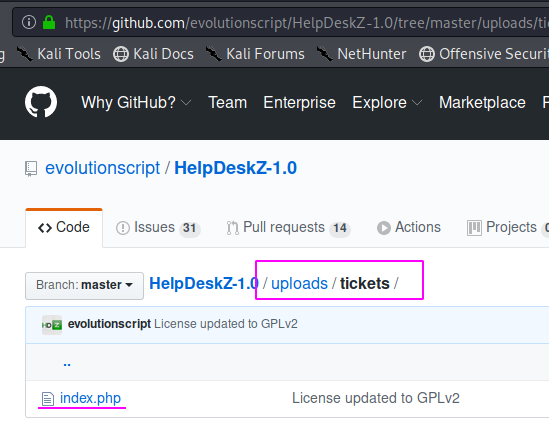 https://github.com/evolutionscript/HelpDeskZ-1.0/tree/master/uploads/ti
g Kali Tools Kali Docs Kali Forums NetHunter Offensive Securit
Why GitHub? Team Enterprise Explore Marketplace P
evolutionscript / HelpDeskZ-1.0
Code Issues 31 Pull requests 14 Actions Projects
Branch: master HelpDeskZ-1.0 / uploads / tickets /
evolutionscript License updated to GPLv2
..
index.php License updated to GPLv2